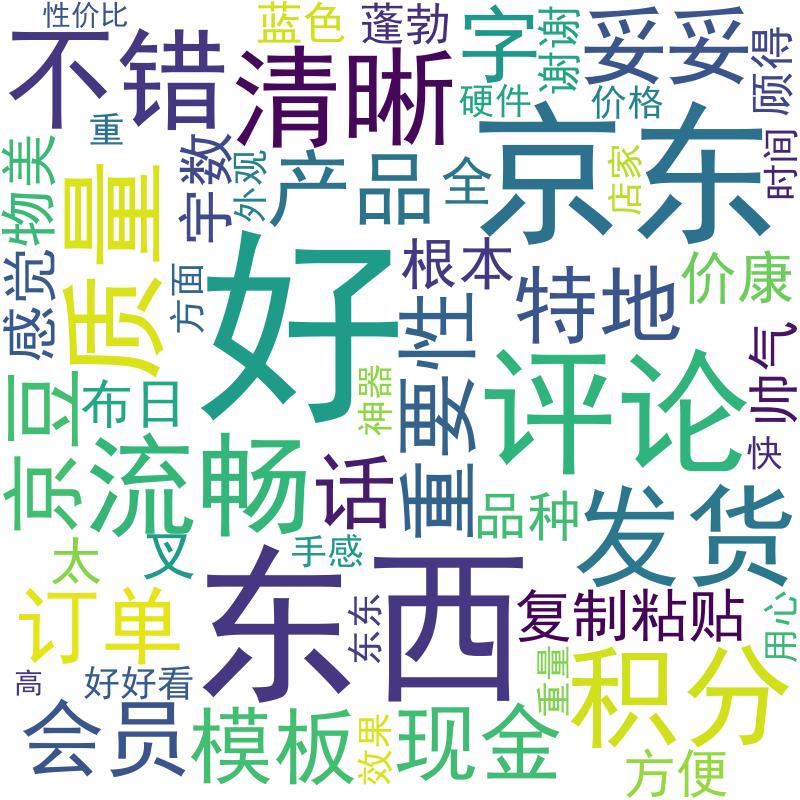 性价比
蓝色
蓬勃
字
谢谢
妥妥
顾得
不错
清晰
硬件
价格
重
京东
物美
质量
字数
外观
产品
全
店家
时间
感觉
方面
好
根本
特地
价康
重要性
帅气
京豆
布日
神器
评论
快
流畅
话
品种
发货
太
叉
手感
东西
订单
东东
复制粘贴
用心
高
好好看
重量
积分
会员
模板
效果
现金
方便